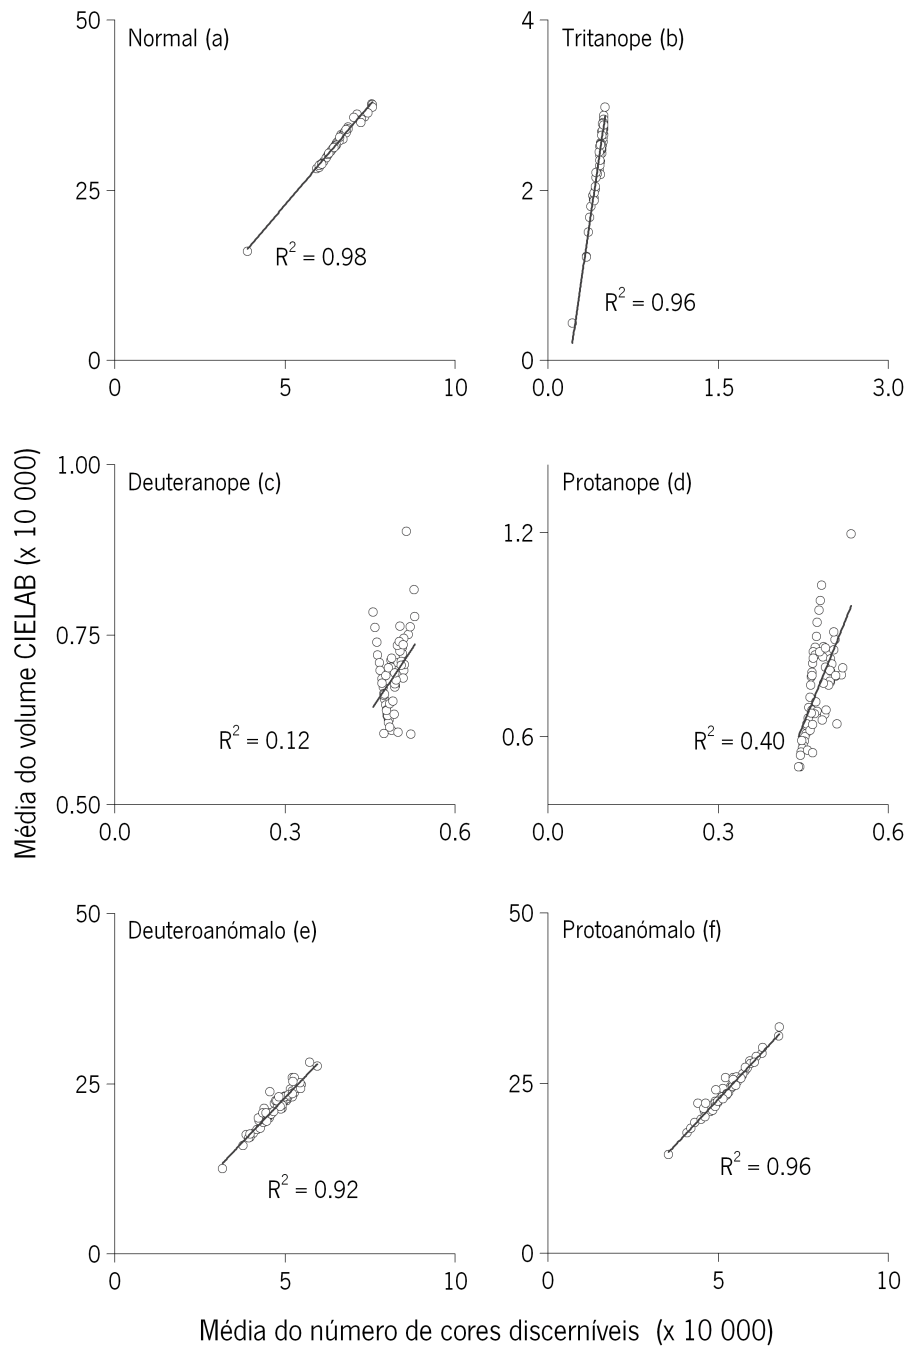 50
Normal (a)
25
R² = 0.98
0
0
5
10
4
Tritanope (b)
2
R² = 0.96
0
0.0
1.5
3.0
Média do volume CIELAB (x 10 000)
1.00
Deuteranope (c)
0.75
R² = 0.12
0.50
0.0
0.3
0.6
Protanope (d)
1.2
0.6
R² = 0.40
0.0
0.3
0.6
50
Deuteroanómalo (e)
25
R² = 0.92
0
0
5
10
50
Protoanómalo (f)
25
R² = 0.96
0
0
5
10
Média do número de cores discerníveis (x 10 000)